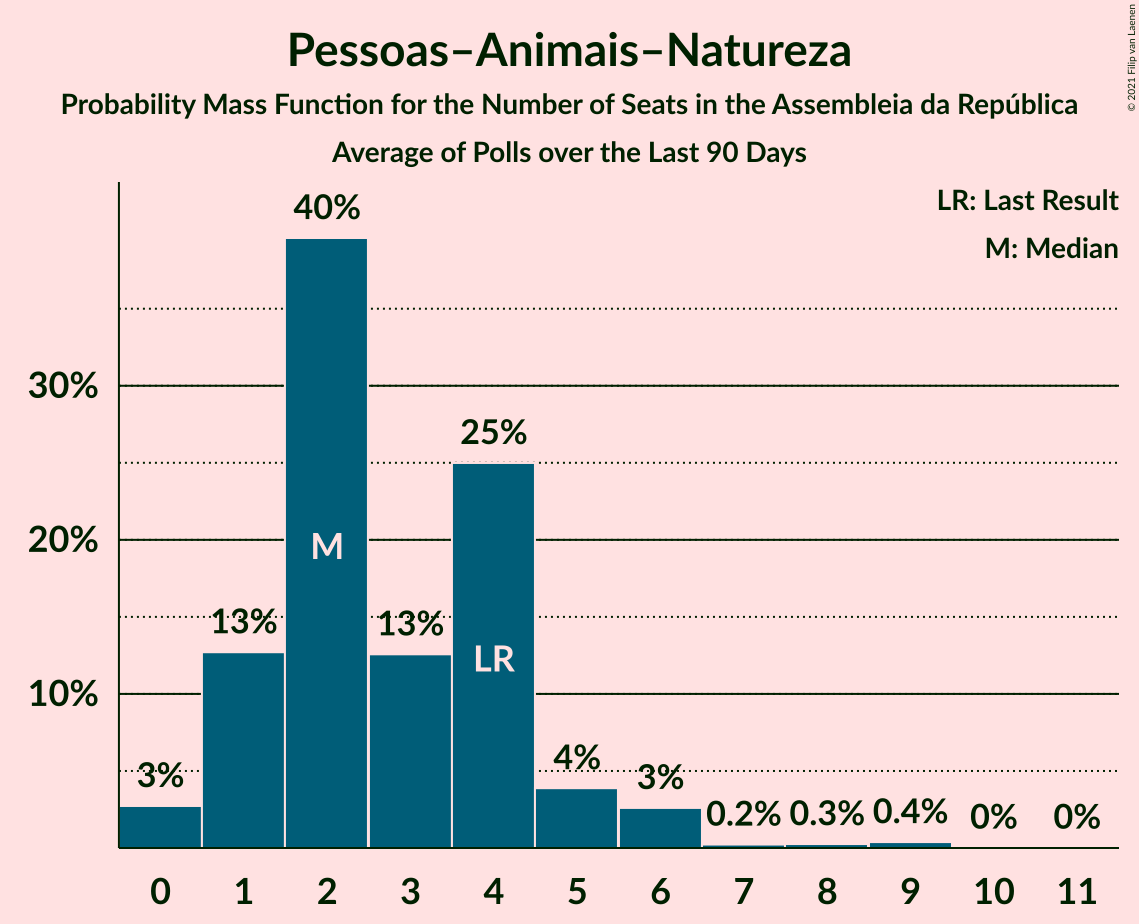 Pessoas–Animais–Natureza
Probability Mass Function for the Number of Seats in the Assembleia da República
Average of Polls over the Last 90 Days
© 2021 Filip van Laenen
LR: Last Result
M: Median
40%
30%
25%
20%
M
13%
13%
LR
10%
3%
4%
3%
0.2%
0.3%
0.4%
0%
0%
0 1 2 3 4 5 6 7 8 9 10 11